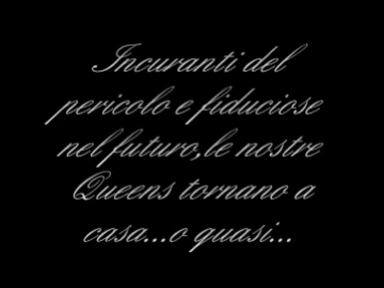 Incuranti del
pericolo e fiduciose
nel futuro,le nostre
Queens tornano a
casa...o quasi...